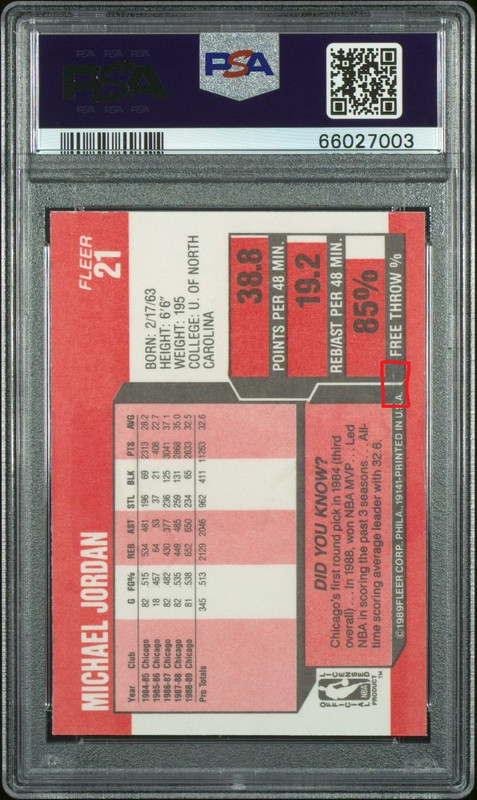 PSA
PSA
PSA
PSA
66027003
FLEER
21
MICHAEL JORDAN
BORN: 2/17/63
HEIGHT: 6'6"
WEIGHT: 195
COLLEGE: U. OF NORTH
CAROLINA
Year Club G FG% REB AST STL BLK PTS AVG
1984-85 Chicago 82 .515 534 481 196 69 2313 28.2
1985-86 Chicago 18 .457 64 53 37 21 408 22.7
1986-87 Chicago 82 .482 430 377 236 125 3041 37.1
1987-88 Chicago 82 .535 449 485 259 131 2868 35.0
1988-89 Chicago 81 .538 652 650 234 65 2633 32.5
Pro Totals 345 .513 2129 2046 962 411 11263 32.6
38.8
POINTS PER 48 MIN.
19.2
REB/AST PER 48 MIN.
85%
FREE THROW %
DID YOU KNOW?
Chicago's first round pick in 1984 (third
overall) . . . In 1988, won NBA MVP . . . Led
NBA in scoring the past 3 seasons . . . All-
time scoring average leader with 32.6.
OFFICIAL LICENSED
NBA
PRODUCT™
©1989 FLEER CORP., PHILA., 19141-PRINTED IN U.S.A.